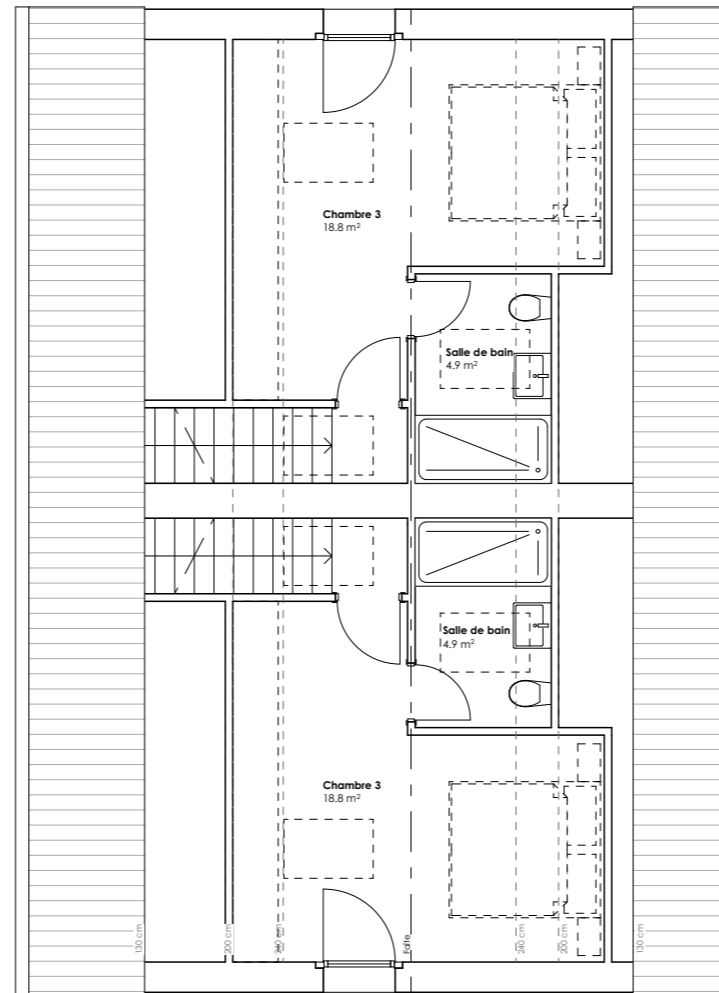 Chambre 3
18.8 m²
Salle de bain
4.9 m²
Salle de bain
4.9 m²
Chambre 3
18.8 m²
130 cm
200 cm
240 cm
Faîte
240 cm
200 cm
130 cm